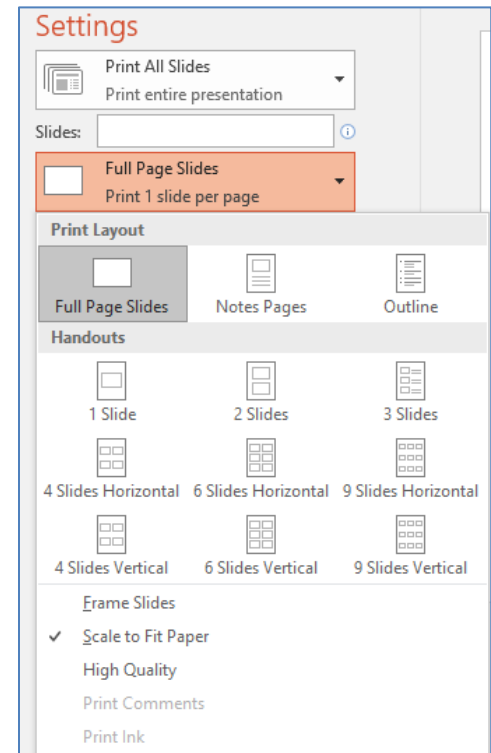 Settings
Print All Slides
Print entire presentation
Slides:
Full Page Slides
Print 1 slide per page
Print Layout
Full Page Slides Notes Pages Outline
Handouts
1 Slide 2 Slides 3 Slides
4 Slides Horizontal 6 Slides Horizontal 9 Slides Horizontal
4 Slides Vertical 6 Slides Vertical 9 Slides Vertical
Frame Slides
Scale to Fit Paper
High Quality
Print Comments
Print Ink